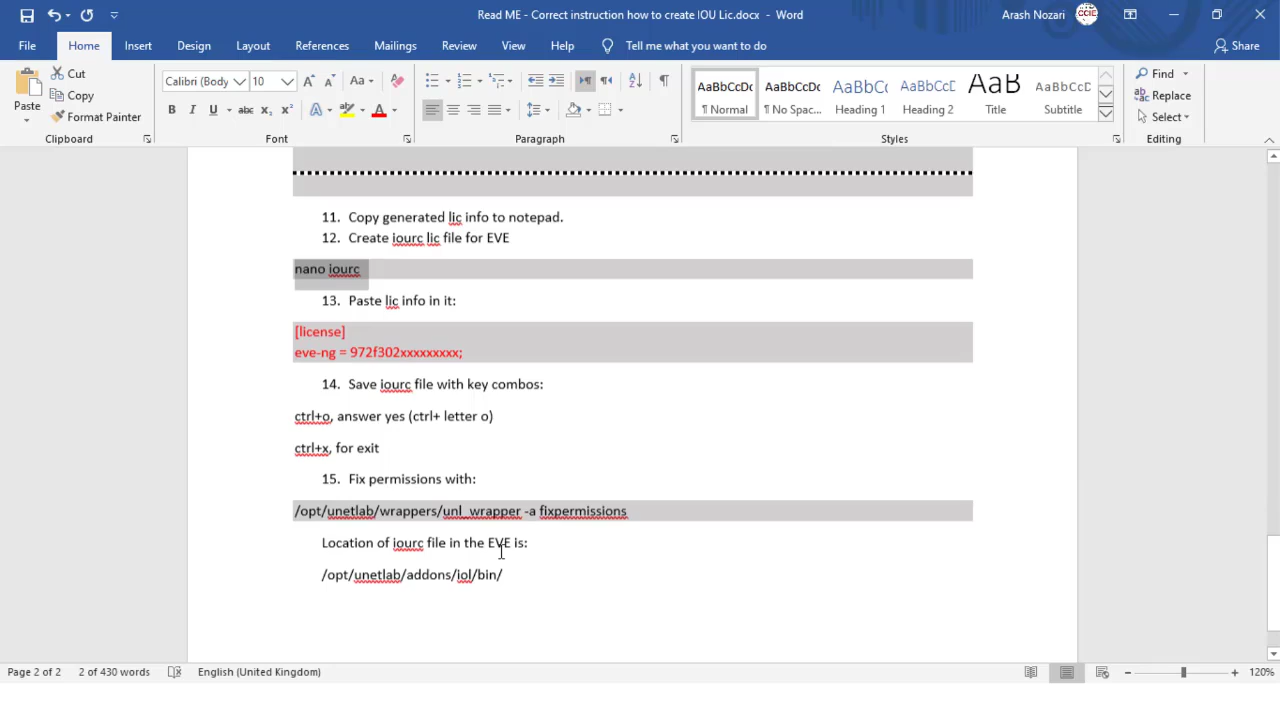 Read ME - Correct instruction how to create IOU Lic.docx - Word
Arash Nozari
File Home Insert Design Layout References Mailings Review View Help Tell me what you want to do Share
Paste
Cut
Copy
Format Painter
Clipboard
Calibri (Body 10
Font
Paragraph
AaBbCcDc AaBbCcDc AaBbCc AaBbCcD AaB AaBbCcD
¶ Normal ¶ No Spac... Heading 1 Heading 2 Title Subtitle
Styles
Find
Replace
Select
Editing
11. Copy generated lic info to notepad.
12. Create iourc lic file for EVE
nano iourc
13. Paste lic info in it:
[license]
eve-ng = 972f302xxxxxxxxx;
14. Save iourc file with key combos:
ctrl+o, answer yes (ctrl+ letter o)
ctrl+x, for exit
15. Fix permissions with:
/opt/unetlab/wrappers/unl_wrapper -a fixpermissions
Location of iourc file in the EVE is:
/opt/unetlab/addons/iol/bin/
Page 2 of 2 2 of 430 words English (United Kingdom) 120%